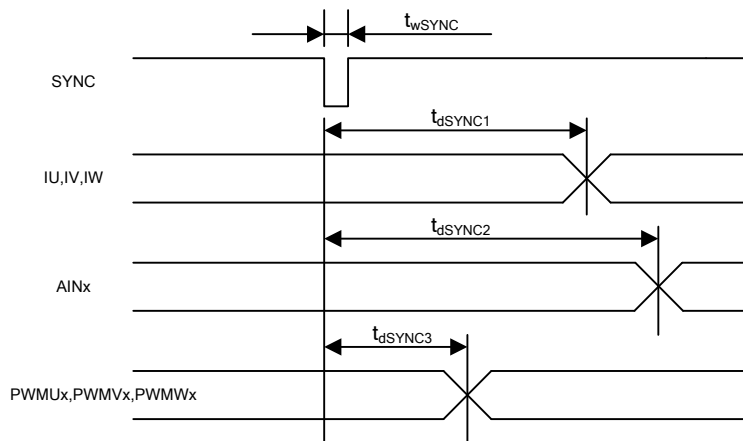 twSYNC
SYNC
tdSYNC1
IU,IV,IW
tdSYNC2
AINx
tdSYNC3
PWMUx,PWMVx,PWMWx